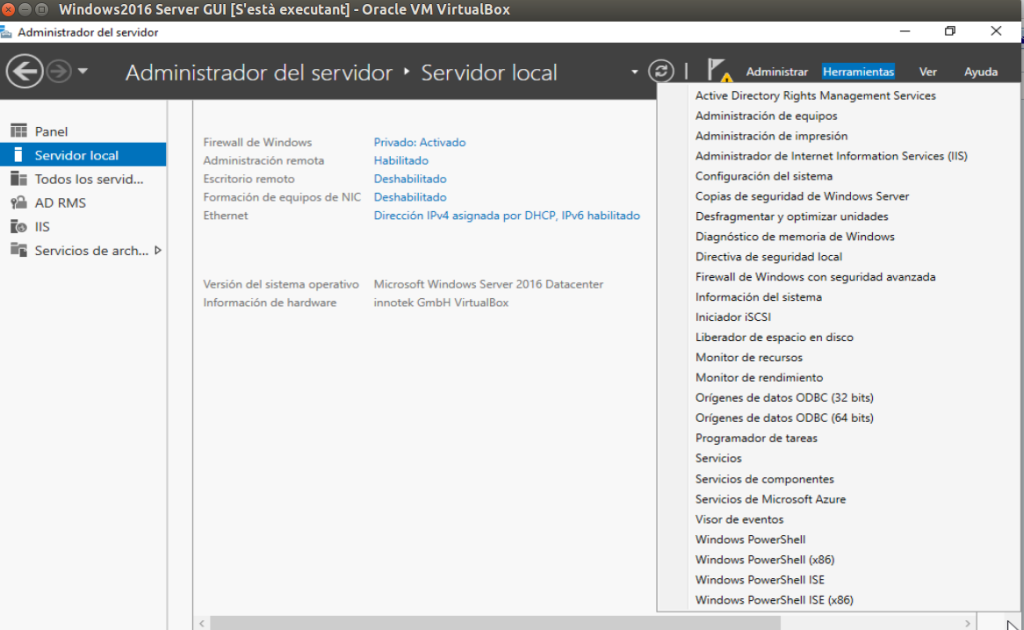 Windows2016 Server GUI [S'està executant] - Oracle VM VirtualBox
Administrador del servidor
Administrador del servidor ‣ Servidor local
Administrar Herramientas Ver Ayuda
Panel
Servidor local
Todos los servid...
AD RMS
IIS
Servicios de arch...
Firewall de Windows Privado: Activado
Administración remota Habilitado
Escritorio remoto Deshabilitado
Formación de equipos de NIC Deshabilitado
Ethernet Dirección IPv4 asignada por DHCP, IPv6 habilitado
Versión del sistema operativo Microsoft Windows Server 2016 Datacenter
Información de hardware innotek GmbH VirtualBox
Active Directory Rights Management Services
Administración de equipos
Administración de impresión
Administrador de Internet Information Services (IIS)
Configuración del sistema
Copias de seguridad de Windows Server
Desfragmentar y optimizar unidades
Diagnóstico de memoria de Windows
Directiva de seguridad local
Firewall de Windows con seguridad avanzada
Información del sistema
Iniciador iSCSI
Liberador de espacio en disco
Monitor de recursos
Monitor de rendimiento
Orígenes de datos ODBC (32 bits)
Orígenes de datos ODBC (64 bits)
Programador de tareas
Servicios
Servicios de componentes
Servicios de Microsoft Azure
Visor de eventos
Windows PowerShell
Windows PowerShell (x86)
Windows PowerShell ISE
Windows PowerShell ISE (x86)